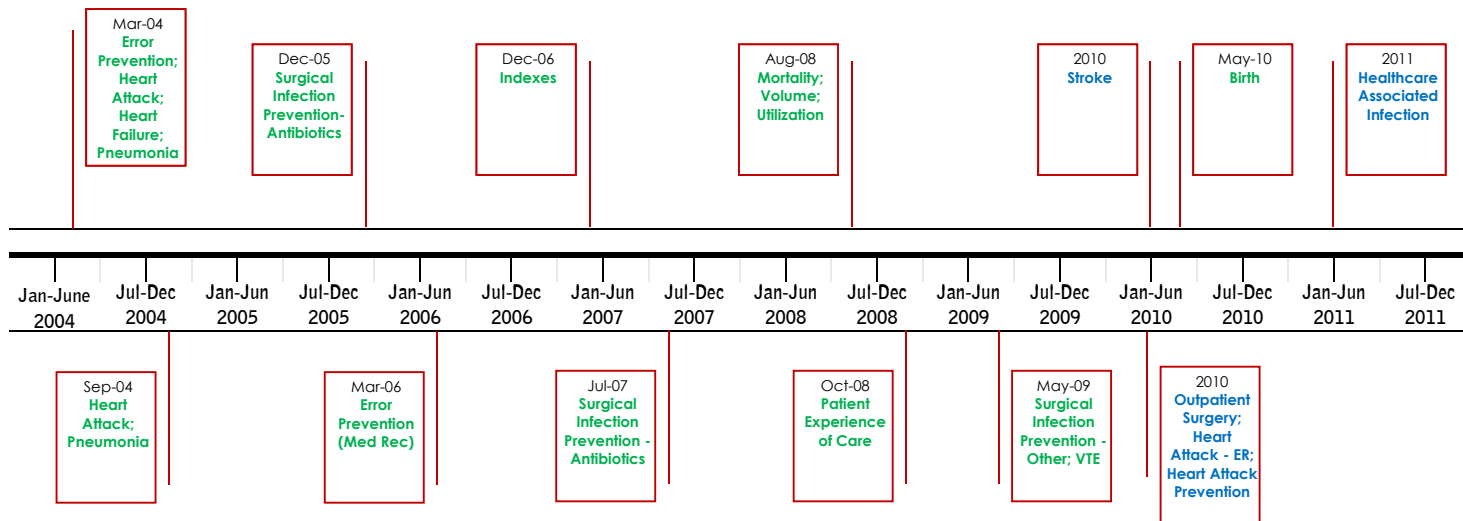 Mar-04
Error
Prevention;
Heart
Attack;
Heart
Failure;
Pneumonia
Dec-05
Surgical
Infection
Prevention-
Antibiotics
Dec-06
Indexes
Aug-08
Mortality;
Volume;
Utilization
2010
Stroke
May-10
Birth
2011
Healthcare
Associated
Infection
Jan-June
2004
Jul-Dec
2004
Jan-Jun
2005
Jul-Dec
2005
Jan-Jun
2006
Jul-Dec
2006
Jan-Jun
2007
Jul-Dec
2007
Jan-Jun
2008
Jul-Dec
2008
Jan-Jun
2009
Jul-Dec
2009
Jan-Jun
2010
Jul-Dec
2010
Jan-Jun
2011
Jul-Dec
2011
Sep-04
Heart
Attack;
Pneumonia
Mar-06
Error
Prevention
(Med Rec)
Jul-07
Surgical
Infection
Prevention -
Antibiotics
Oct-08
Patient
Experience
of Care
May-09
Surgical
Infection
Prevention -
Other; VTE
2010
Outpatient
Surgery;
Heart
Attack - ER;
Heart Attack
Prevention